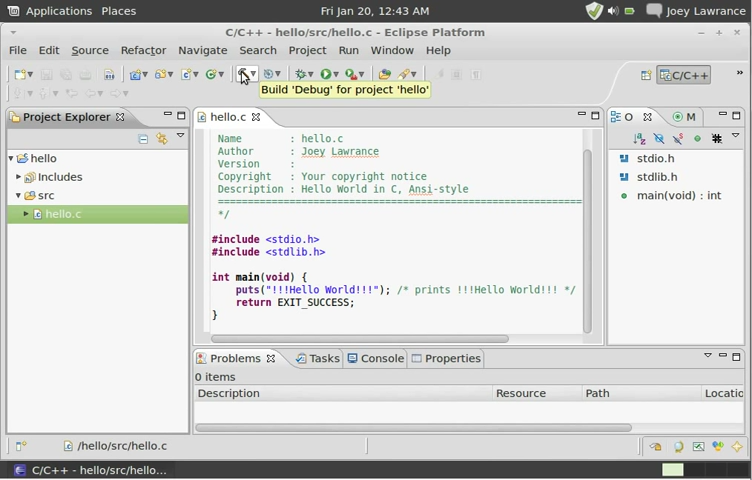 Applications Places Fri Jan 20, 12:43 AM Joey Lawrance
C/C++ - hello/src/hello.c - Eclipse Platform
File Edit Source Refactor Navigate Search Project Run Window Help
C/C++ »
Build 'Debug' for project 'hello'
Project Explorer
hello
Includes
src
hello.c
hello.c
Name : hello.c
Author : Joey Lawrance
Version :
Copyright : Your copyright notice
Description : Hello World in C, Ansi-style
============================================================
*/
#include <stdio.h>
#include <stdlib.h>
int main(void) {
puts("!!!Hello World!!!"); /* prints !!!Hello World!!! */
return EXIT_SUCCESS;
}
O M
stdio.h
stdlib.h
main(void) : int
Problems Tasks Console Properties
0 items
Description Resource Path Locatio
/hello/src/hello.c
C/C++ - hello/src/hello...